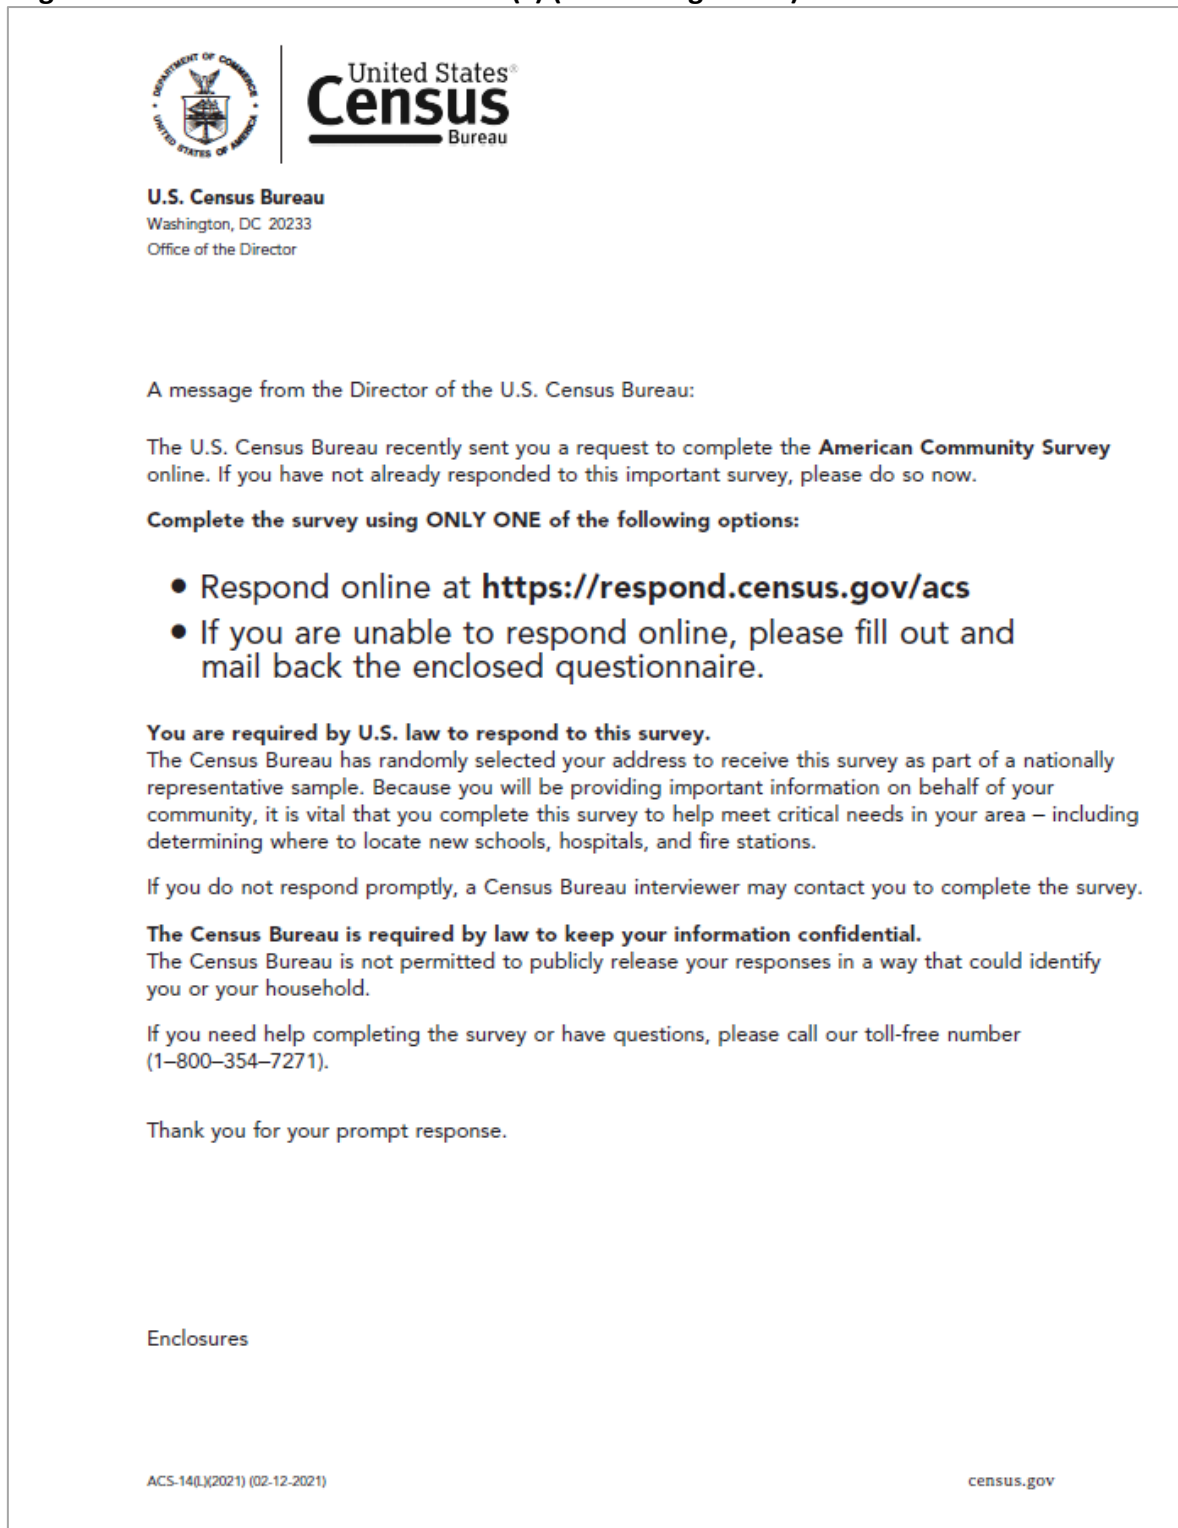 DEPARTMENT OF COMMERCE
UNITED STATES OF AMERICA
United States®
Census
Bureau
U.S. Census Bureau
Washington, DC 20233
Office of the Director
A message from the Director of the U.S. Census Bureau:
The U.S. Census Bureau recently sent you a request to complete the American Community Survey
online. If you have not already responded to this important survey, please do so now.
Complete the survey using ONLY ONE of the following options:
• Respond online at https://respond.census.gov/acs
• If you are unable to respond online, please fill out and
mail back the enclosed questionnaire.
You are required by U.S. law to respond to this survey.
The Census Bureau has randomly selected your address to receive this survey as part of a nationally
representative sample. Because you will be providing important information on behalf of your
community, it is vital that you complete this survey to help meet critical needs in your area – including
determining where to locate new schools, hospitals, and fire stations.
If you do not respond promptly, a Census Bureau interviewer may contact you to complete the survey.
The Census Bureau is required by law to keep your information confidential.
The Census Bureau is not permitted to publicly release your responses in a way that could identify
you or your household.
If you need help completing the survey or have questions, please call our toll-free number
(1–800–354–7271).
Thank you for your prompt response.
Enclosures
ACS-14(L)(2021) (02-12-2021)
census.gov